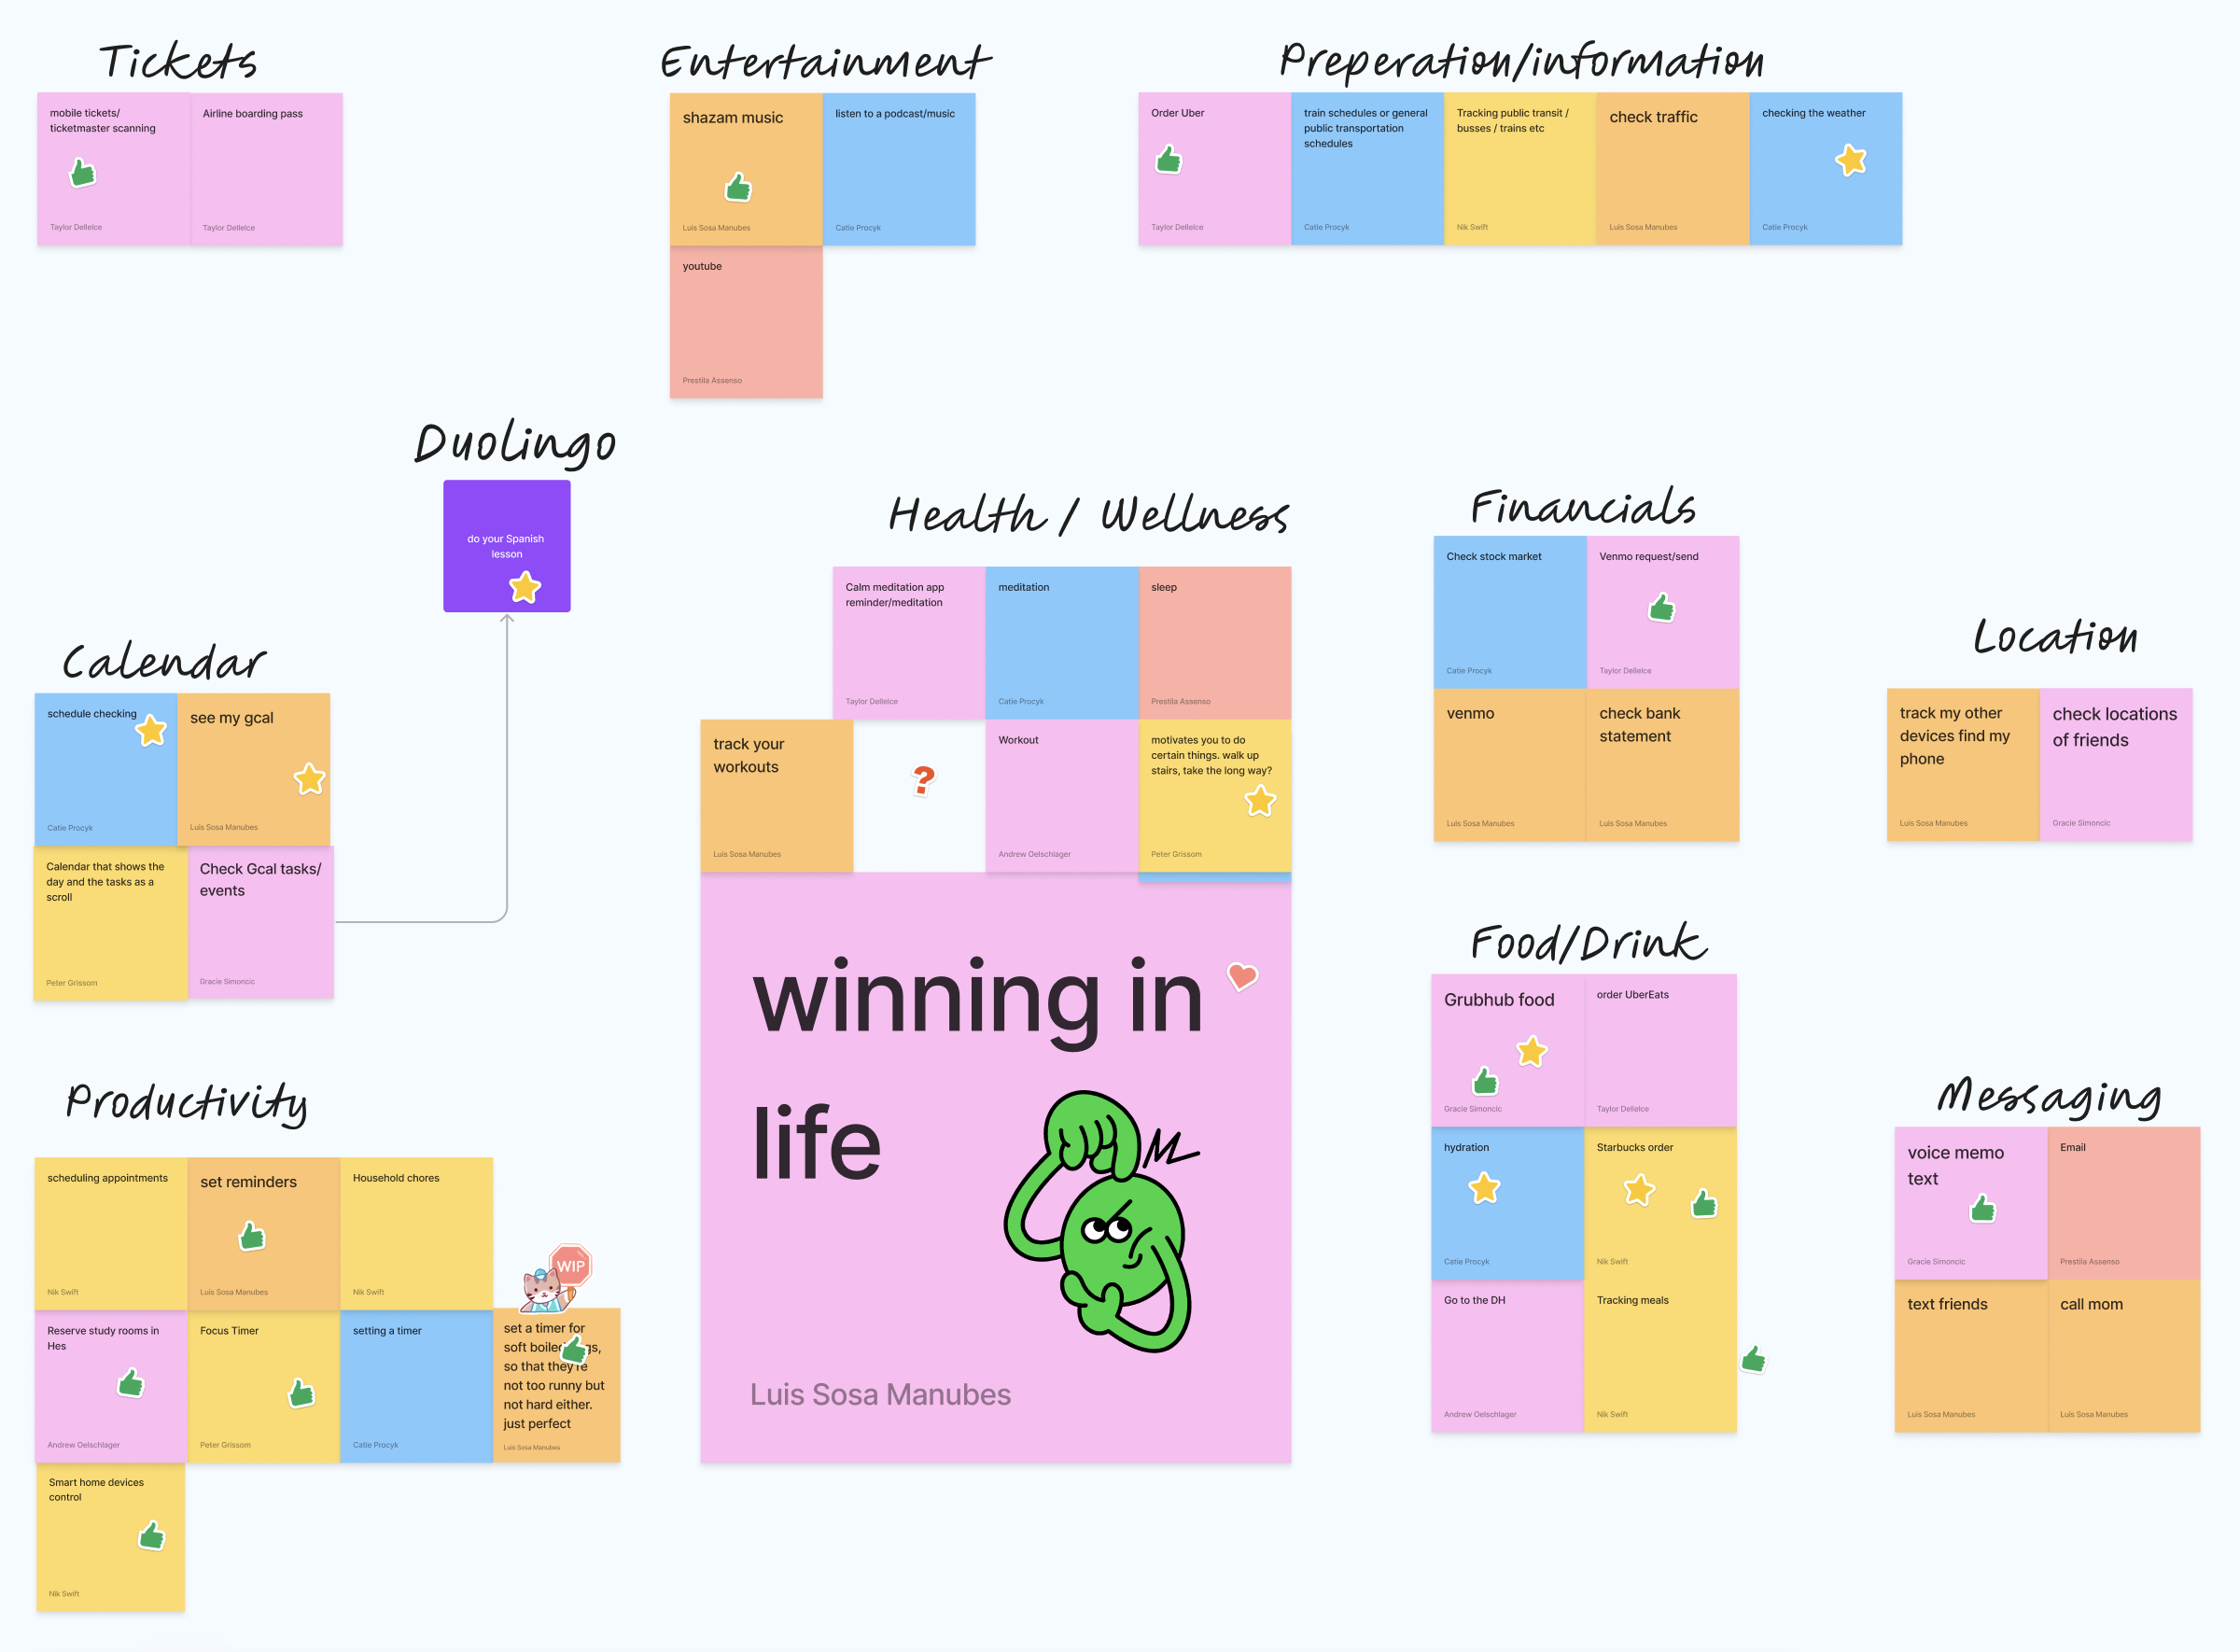 Tickets
mobile tickets/
ticketmaster scanning
Taylor Dellelce
Airline boarding pass
Taylor Dellelce
Entertainment
shazam music
Luis Sosa Manubes
listen to a podcast/music
Catie Procyk
youtube
Prestila Assenso
Preperation/information
Order Uber
Taylor Dellelce
train schedules or general
public transportation
schedules
Catie Procyk
Tracking public transit /
busses / trains etc
Nik Swift
check traffic
Luis Sosa Manubes
checking the weather
Catie Procyk
Duolingo
do your Spanish
lesson
Calendar
schedule checking
Catie Procyk
see my gcal
Luis Sosa Manubes
Calendar that shows the
day and the tasks as a
scroll
Peter Grissom
Check Gcal tasks/
events
Gracie Simoncic
Health / Wellness
Calm meditation app
reminder/meditation
Taylor Dellelce
meditation
Catie Procyk
sleep
Prestila Assenso
track your
workouts
Luis Sosa Manubes
?
Workout
Andrew Oelschlager
motivates you to do
certain things. walk up
stairs, take the long way?
Peter Grissom
winning in
life
Luis Sosa Manubes
Financials
Check stock market
Catie Procyk
Venmo request/send
Taylor Dellelce
venmo
Luis Sosa Manubes
check bank
statement
Luis Sosa Manubes
Location
track my other
devices find my
phone
Luis Sosa Manubes
check locations
of friends
Gracie Simoncic
Productivity
scheduling appointments
Nik Swift
set reminders
Luis Sosa Manubes
Household chores
Nik Swift
Reserve study rooms in
Hes
Andrew Oelschlager
Focus Timer
Peter Grissom
setting a timer
Catie Procyk
WIP
set a timer for
soft boiled
so that they're
not too runny but
not hard either.
just perfect
Luis Sosa Manubes
Smart home devices
control
Nik Swift
Food/Drink
Grubhub food
Gracie Simoncic
order UberEats
Taylor Dellelce
hydration
Catie Procyk
Starbucks order
Nik Swift
Go to the DH
Andrew Oelschlager
Tracking meals
Nik Swift
Messaging
voice memo
text
Gracie Simoncic
Email
Prestila Assenso
text friends
Luis Sosa Manubes
call mom
Luis Sosa Manubes